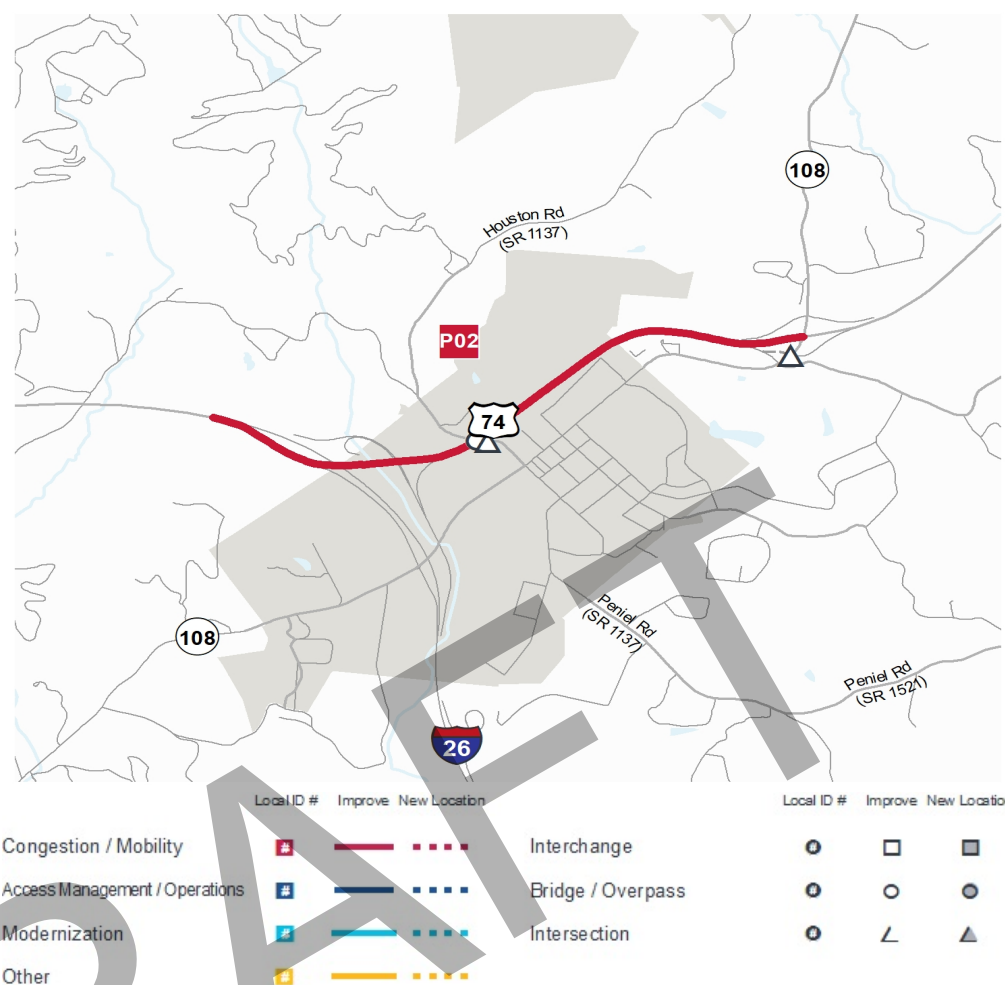 108
Houston Rd
(SR 1137)
P02
74
Peniel Rd
(SR 1137)
108
Peniel Rd
(SR 1521)
26
Local ID # Improve New Location
Local ID # Improve New Locatio
Congestion / Mobility #
Interchange #
Access Management / Operations #
Bridge / Overpass #
Modernization #
Intersection #
Other #
RAFT